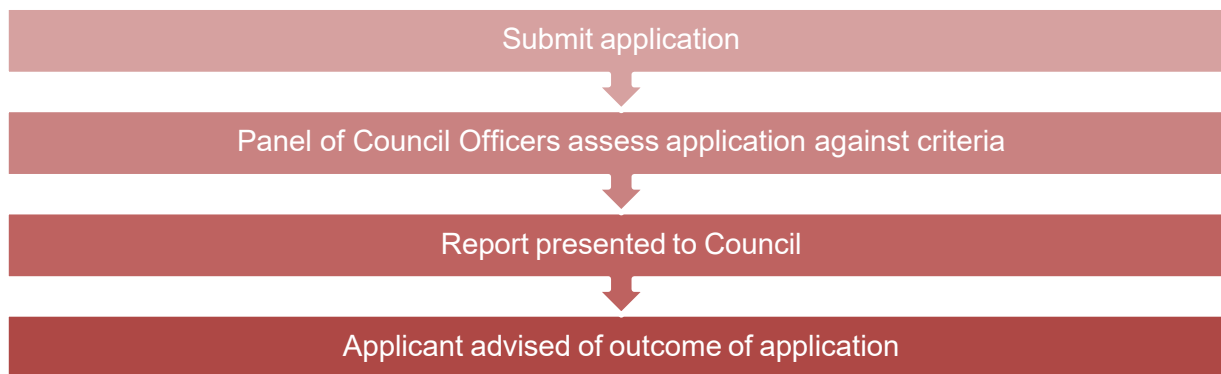 Submit application
Panel of Council Officers assess application against criteria
Report presented to Council
Applicant advised of outcome of application